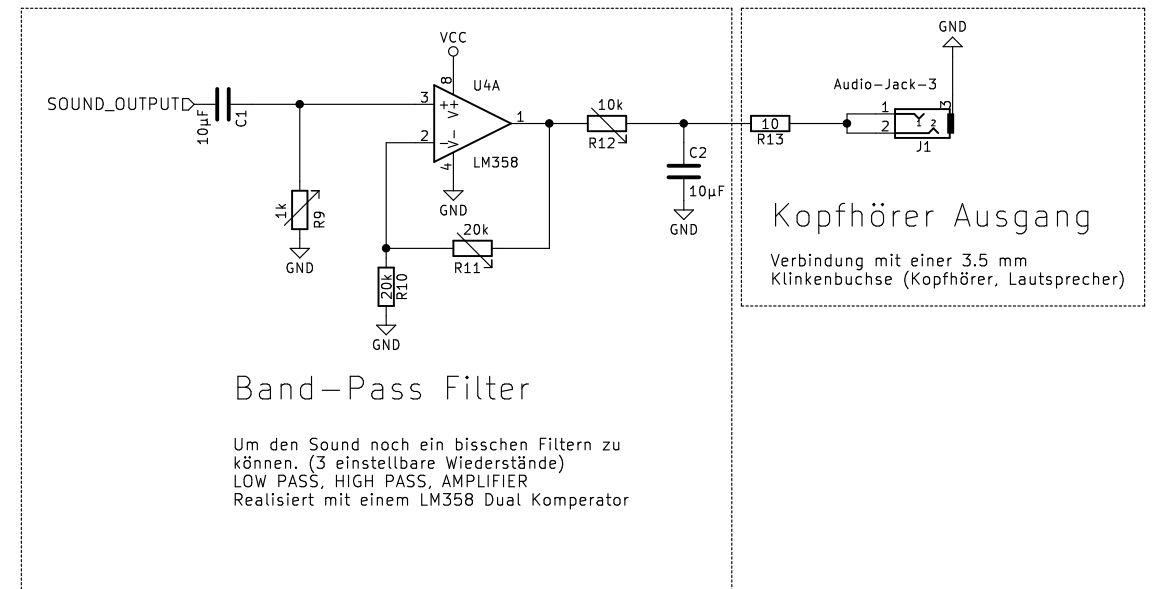 VCC
GND
SOUND_OUTPUT
10µF
C1
3
2
8
4
1
++
V+
-
V-
U4A
LM358
GND
1k
R9
GND
20k
R11
20k
R10
GND
10k
R12
C2
10µF
GND
10
R13
Audio-Jack-3
1
2
3
1 2
J1
Kopfhörer Ausgang
Verbindung mit einer 3.5 mm
Klinkenbuchse (Kopfhörer, Lautsprecher)
Band-Pass Filter
Um den Sound noch ein bisschen Filtern zu
können. (3 einstellbare Wiederstände)
LOW PASS, HIGH PASS, AMPLIFIER
Realisiert mit einem LM358 Dual Komperator